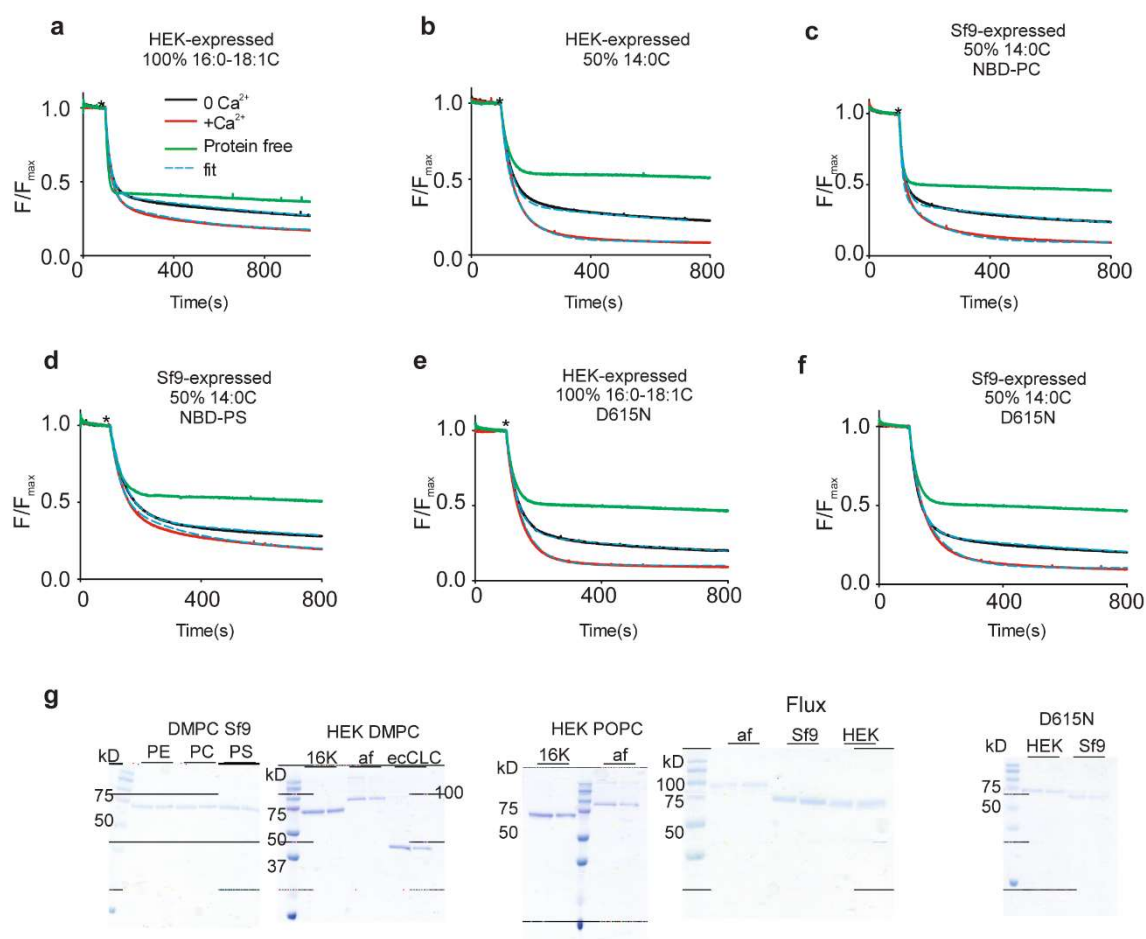 a
HEK-expressed
100% 16:0-18:1C
0 Ca²⁺
+Ca²⁺
Protein free
fit
*
1.0
0.5
0.0
F/Fmax
400
800
Time(s)
b
HEK-expressed
50% 14:0C
*
1.0
0.5
0.0
F/Fmax
0
400
800
Time(s)
c
Sf9-expressed
50% 14:0C
NBD-PC
*
1.0
0.5
0.0
F/Fmax
0
400
800
Time(s)
d
Sf9-expressed
50% 14:0C
NBD-PS
*
1.0
0.5
0.0
F/Fmax
0
400
800
Time(s)
e
HEK-expressed
100% 16:0-18:1C
D615N
*
1.0
0.5
0.0
F/Fmax
0
400
800
Time(s)
f
Sf9-expressed
50% 14:0C
D615N
1.0
0.5
0.0
F/Fmax
0
400
800
Time(s)
g
DMPC Sf9
kD PE PC PS
75
50
HEK DMPC
16K af ecCLC
kD
100
75
50
37
HEK POPC
16K af
kD
75
50
Flux
af Sf9 HEK
kD
100
75
50
D615N
kD HEK Sf9
75
50